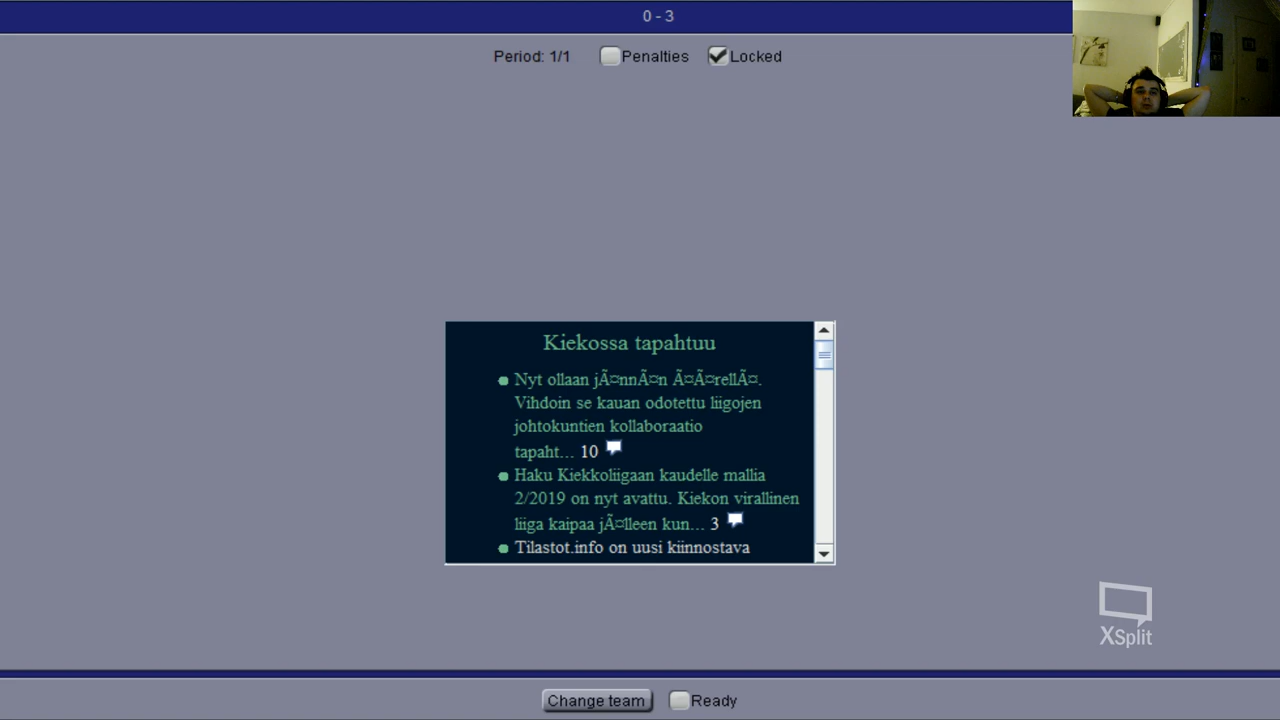 0 - 3
Period: 1/1 Penalties Locked
Kiekossa tapahtuu
Nyt ollaan jÃ¤nnÃ¤n Ã¤Ã¤rellÃ¤.
Vihdoin se kauan odotettu liigojen
johtokuntien kollaboraatio
tapaht... 10
Haku Kiekkoliigaan kaudelle mallia
2/2019 on nyt avattu. Kiekon virallinen
liiga kaipaa jÃ¤lleen kun... 3
Tilastot.info on uusi kiinnostava
XSplit
Change team Ready